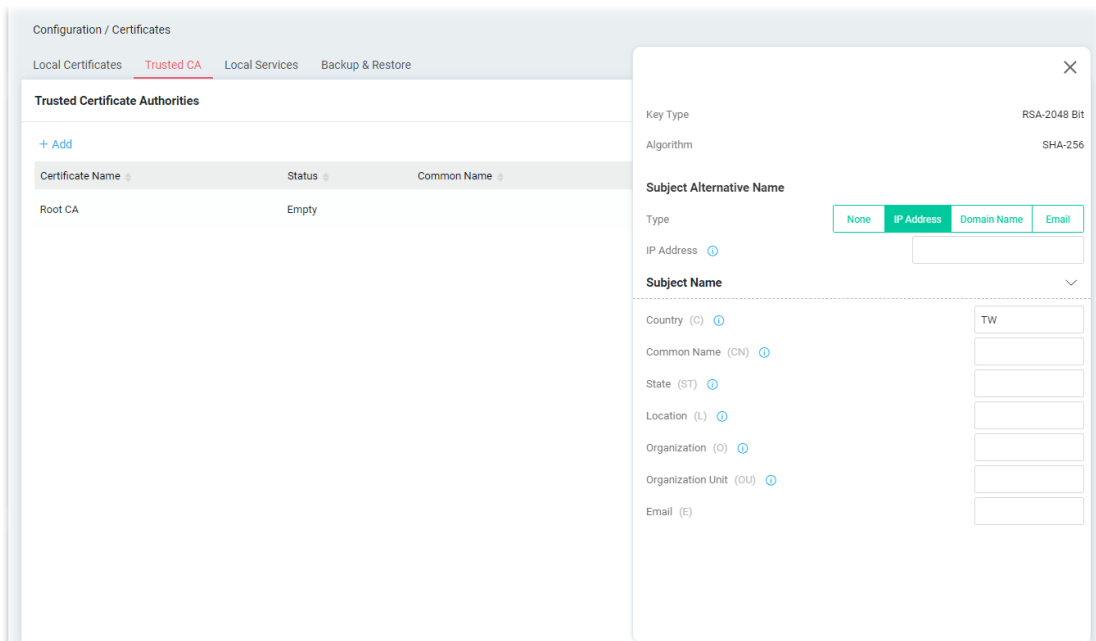 Configuration / Certificates
Local Certificates Trusted CA Local Services Backup & Restore
Trusted Certificate Authorities
+ Add
Certificate Name Status Common Name
Root CA Empty
Key Type RSA-2048 Bit
Algorithm SHA-256
Subject Alternative Name
Type None IP Address Domain Name Email
IP Address
Subject Name
Country (C) TW
Common Name (CN)
State (ST)
Location (L)
Organization (O)
Organization Unit (OU)
Email (E)